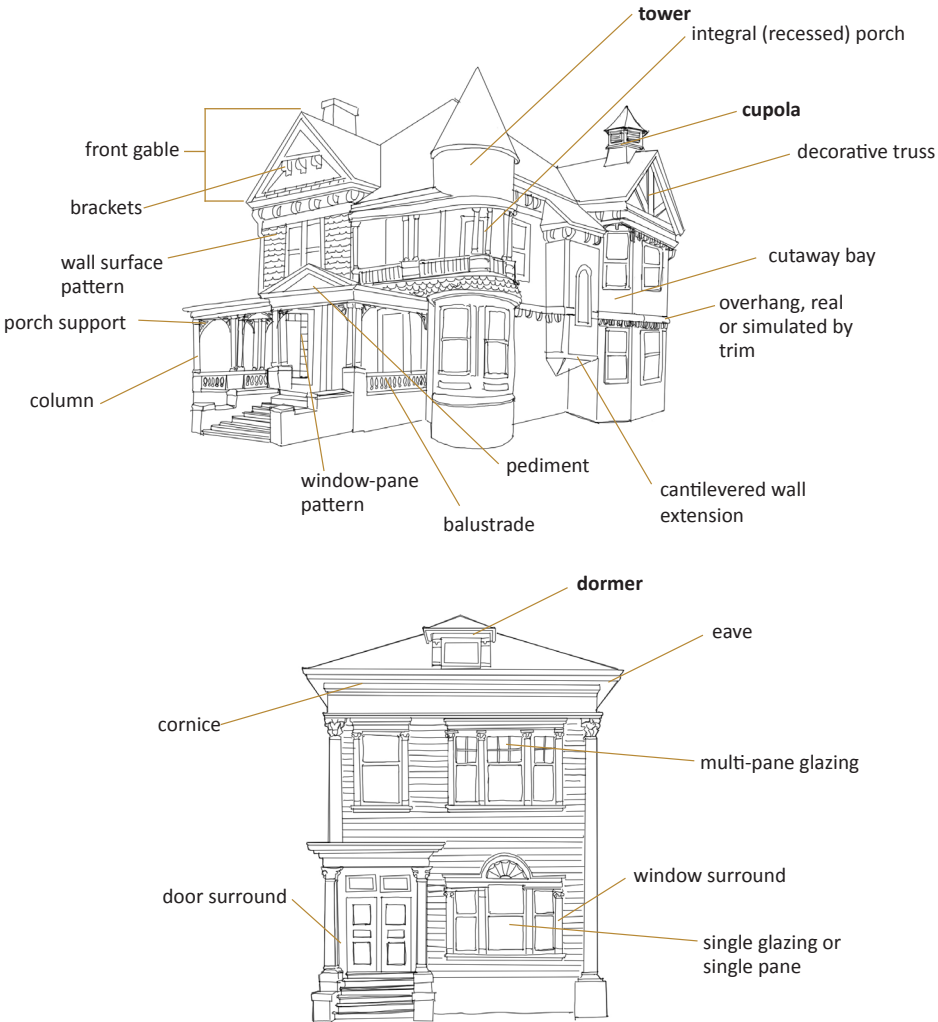 tower
integral (recessed) porch
cupola
front gable
decorative truss
brackets
wall surface
pattern
cutaway bay
porch support
overhang, real
or simulated by
trim
column
pediment
window-pane
pattern
cantilevered wall
extension
balustrade
dormer
eave
cornice
multi-pane glazing
window surround
door surround
single glazing or
single pane